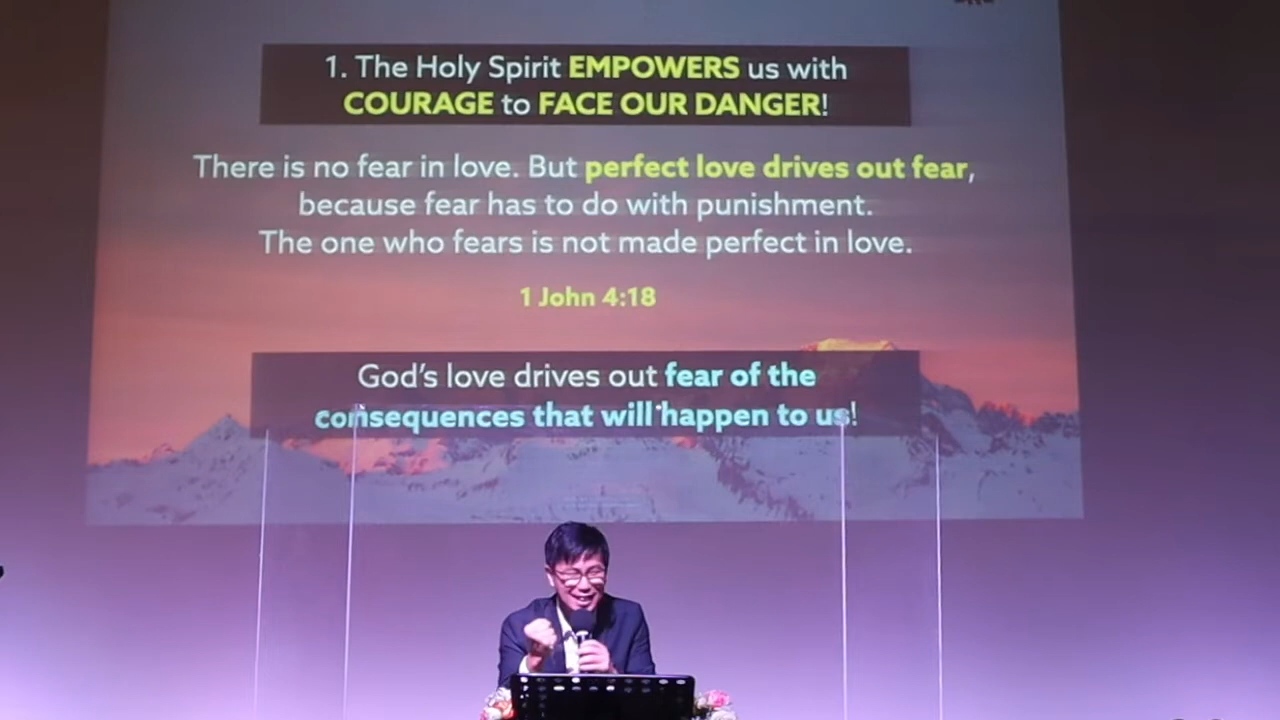 1. The Holy Spirit EMPOWERS us with
COURAGE to FACE OUR DANGER!
There is no fear in love. But perfect love drives out fear,
because fear has to do with punishment.
The one who fears is not made perfect in love.
1 John 4:18
God's love drives out fear of the
consequences that will happen to us!